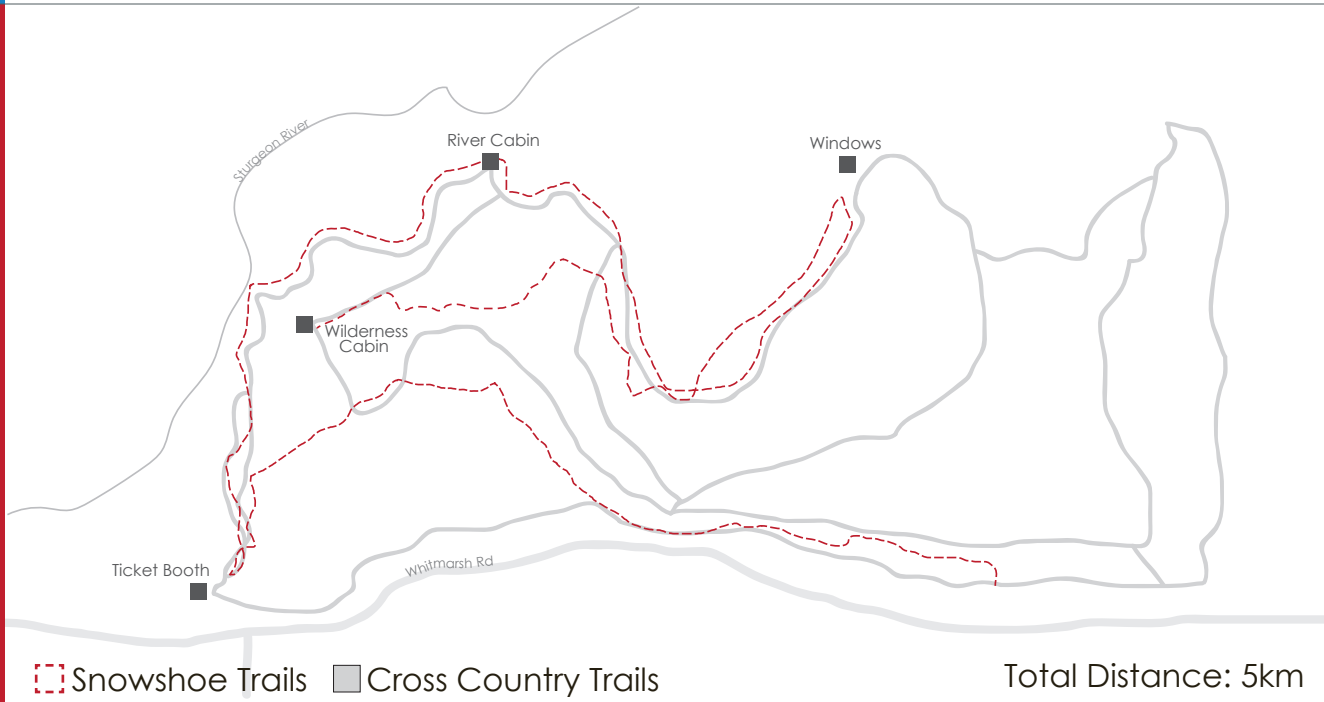 Sturgeon River
River Cabin
Windows
Wilderness
Cabin
Ticket Booth
Whitmarsh Rd
Snowshoe Trails
Cross Country Trails
Total Distance: 5km